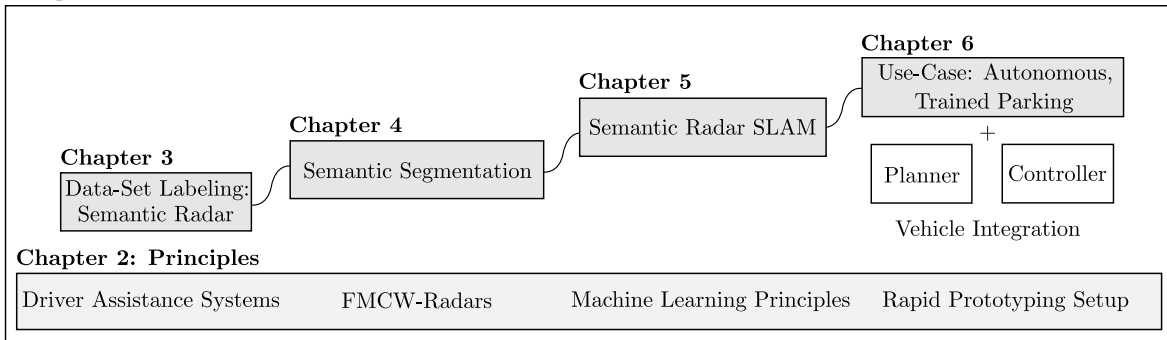 Chapter 6
Use-Case: Autonomous,
Trained Parking
Chapter 5
Semantic Radar SLAM
Chapter 4
Semantic Segmentation
Chapter 3
Data-Set Labeling:
Semantic Radar
+
Planner
Controller
Vehicle Integration
Chapter 2: Principles
Driver Assistance Systems
FMCW-Radars
Machine Learning Principles
Rapid Prototyping Setup